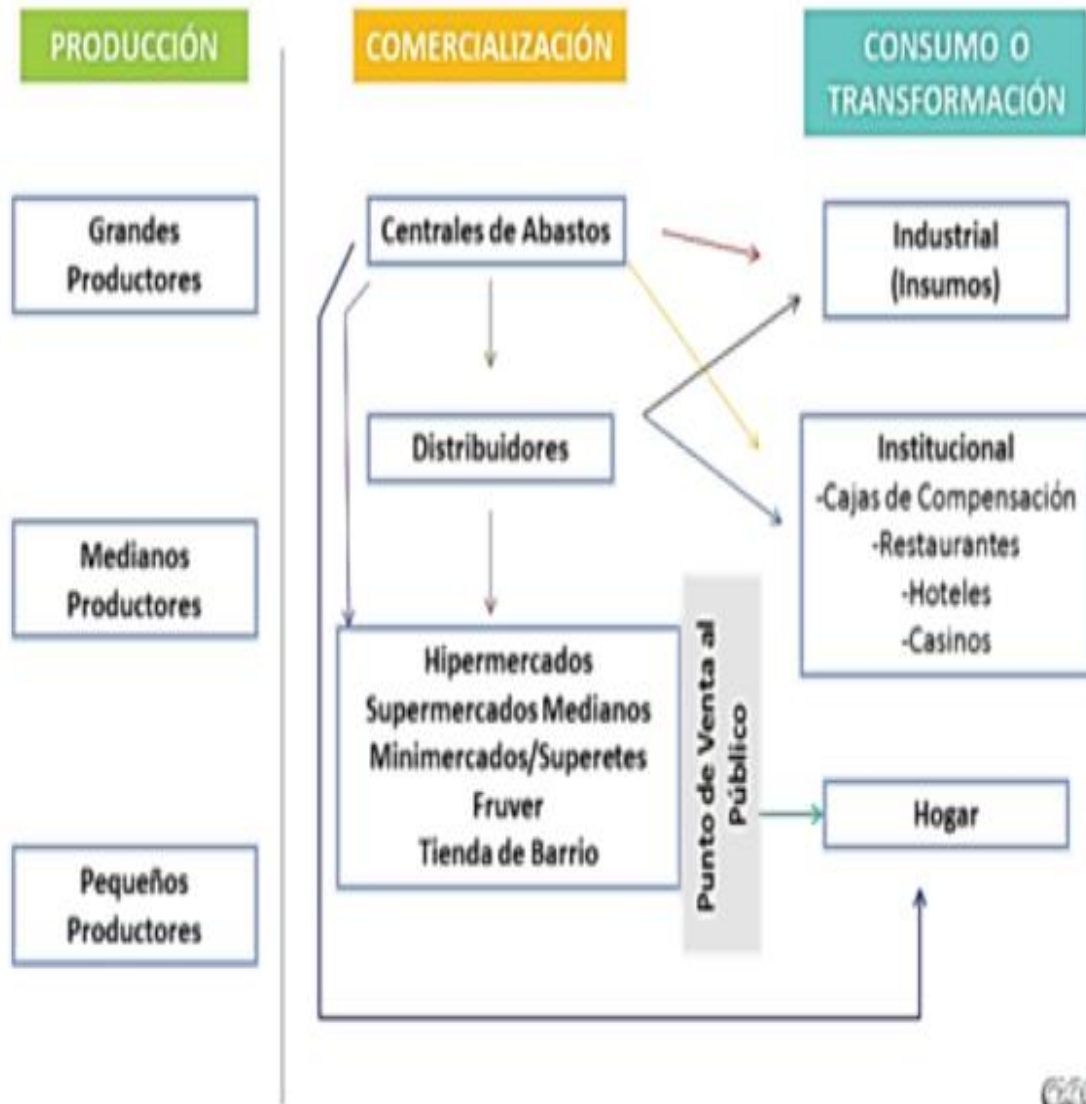 PRODUCCIÓN
COMERCIALIZACIÓN
CONSUMO O
TRANSFORMACIÓN
Grandes
Productores
Medianos
Productores
Pequeños
Productores
Centrales de Abastos
Distribuidores
Hipermercados
Supermercados Medianos
Minimercados/Superetes
Fruver
Tienda de Barrio
Punto de Venta al
Público
Industrial
(Insumos)
Institucional
-Cajas de Compensación
-Restaurantes
-Hoteles
-Casinos
Hogar